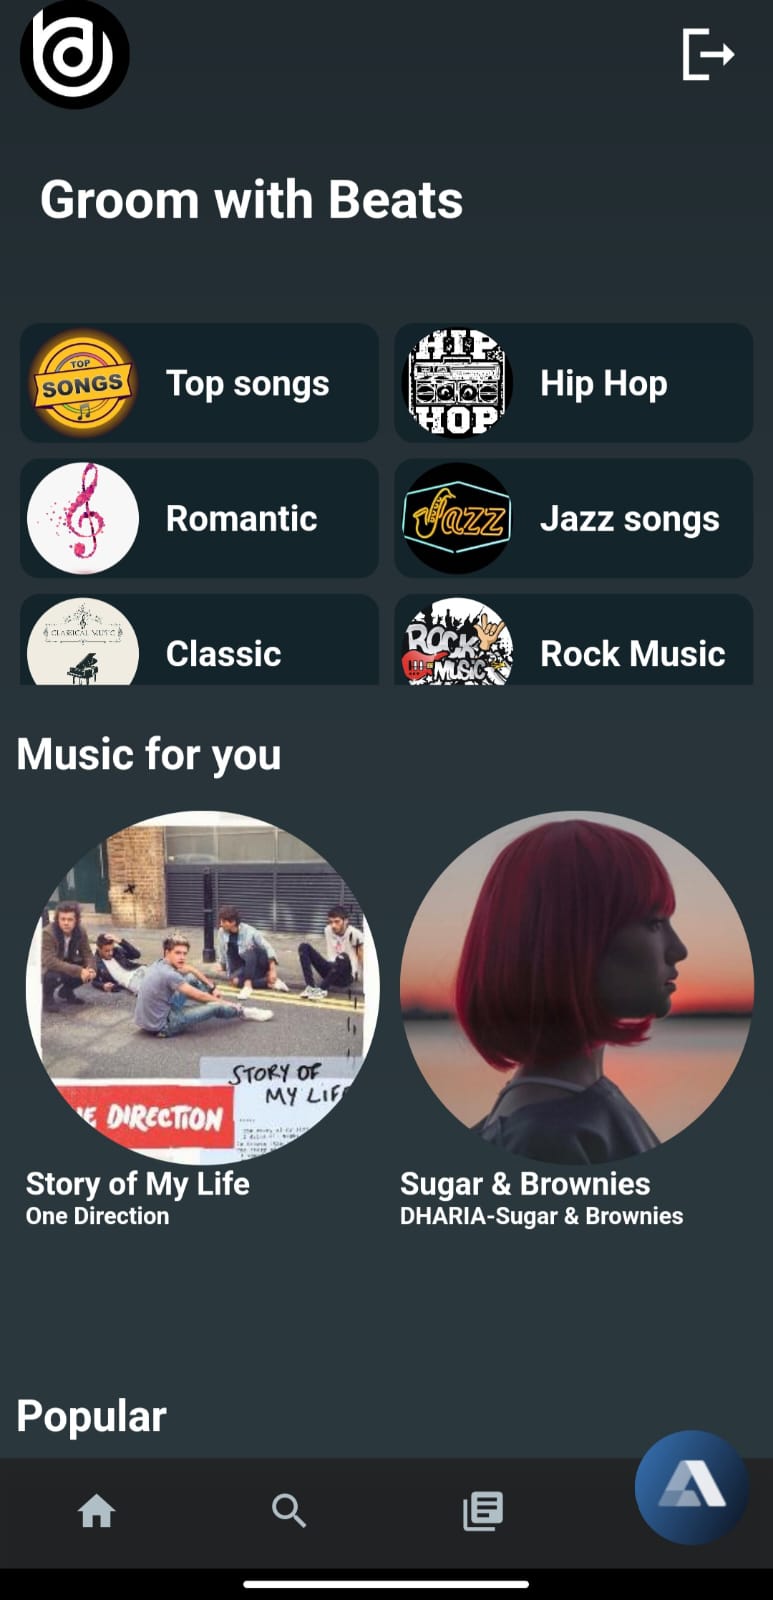 Groom with Beats
TOP
SONGS
Top songs
HIP
HOP
Hip Hop
Romantic
Jazz
Jazz songs
CLASSICAL MUSIC
Classic
ROCK
MUSIC
Rock Music
Music for you
STORY OF
MY LIFE
DIRECTION
Story of My Life
One Direction
Sugar & Brownies
DHARIA-Sugar & Brownies
Popular